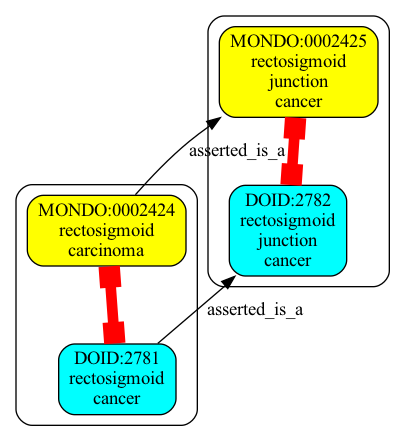 MONDO:0002425
rectosigmoid
junction
cancer
asserted_is_a
MONDO:0002424
rectosigmoid
carcinoma
DOID:2782
rectosigmoid
junction
cancer
asserted_is_a
DOID:2781
rectosigmoid
cancer